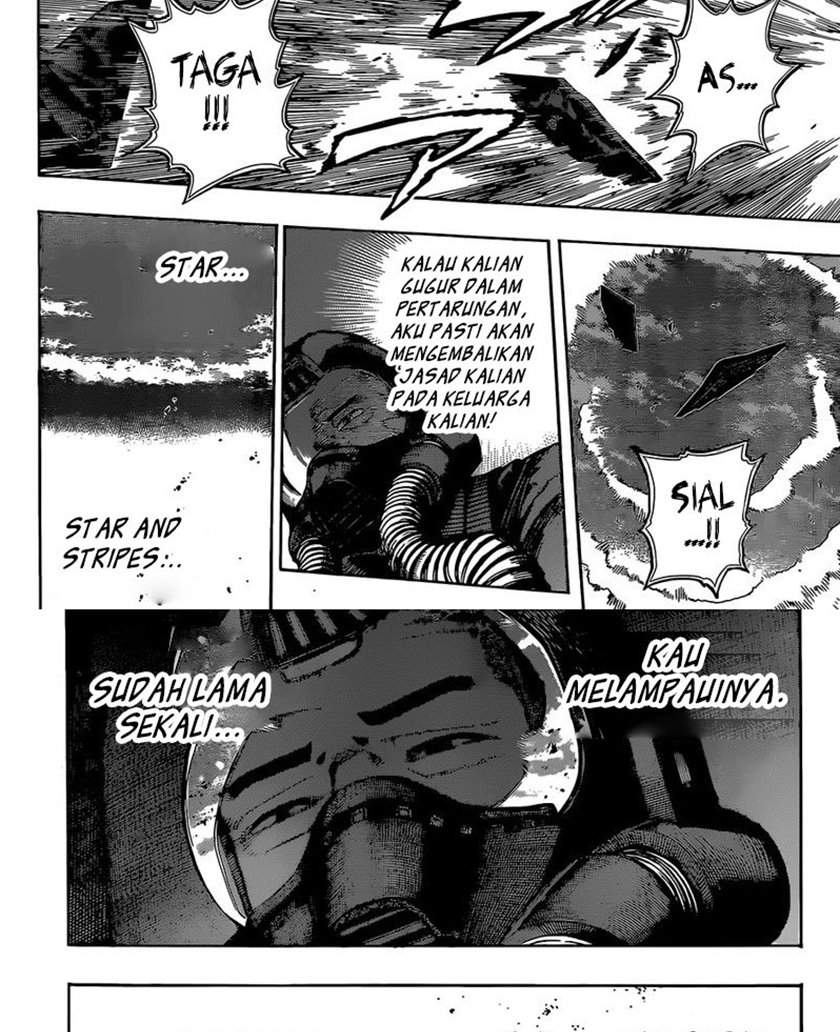 AS...
TAGA
!!!
SIAL
...!!
KALAU KALIAN
GUGUR DALAM
PERTARUNGAN,
AKU PASTI AKAN
MENGEMBALIKAN
JASAD KALIAN
PADA KELUARGA
KALIAN!
STAR...
STAR AND
STRIPES...
KAU
MELAMPAUINYA.
SUDAH LAMA
SEKALI...